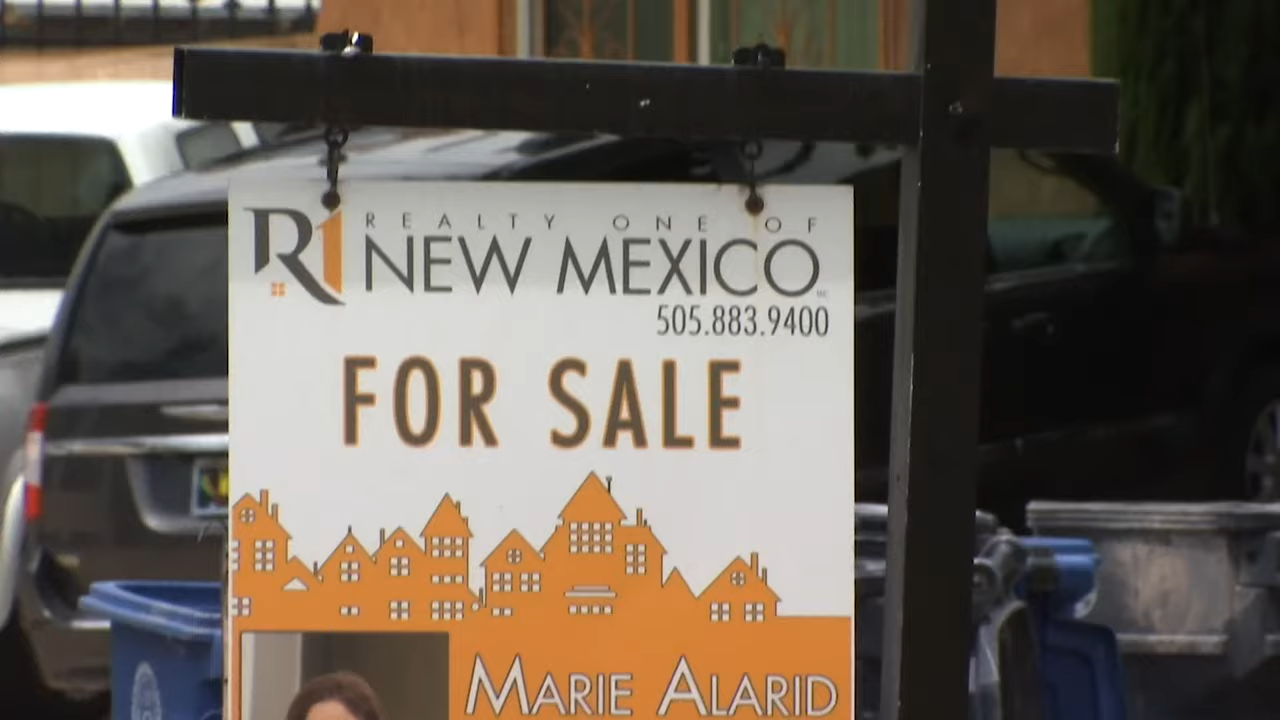 R1
REALTY ONE OF
NEW MEXICO
505.883.9400
FOR SALE
MARIE ALARID